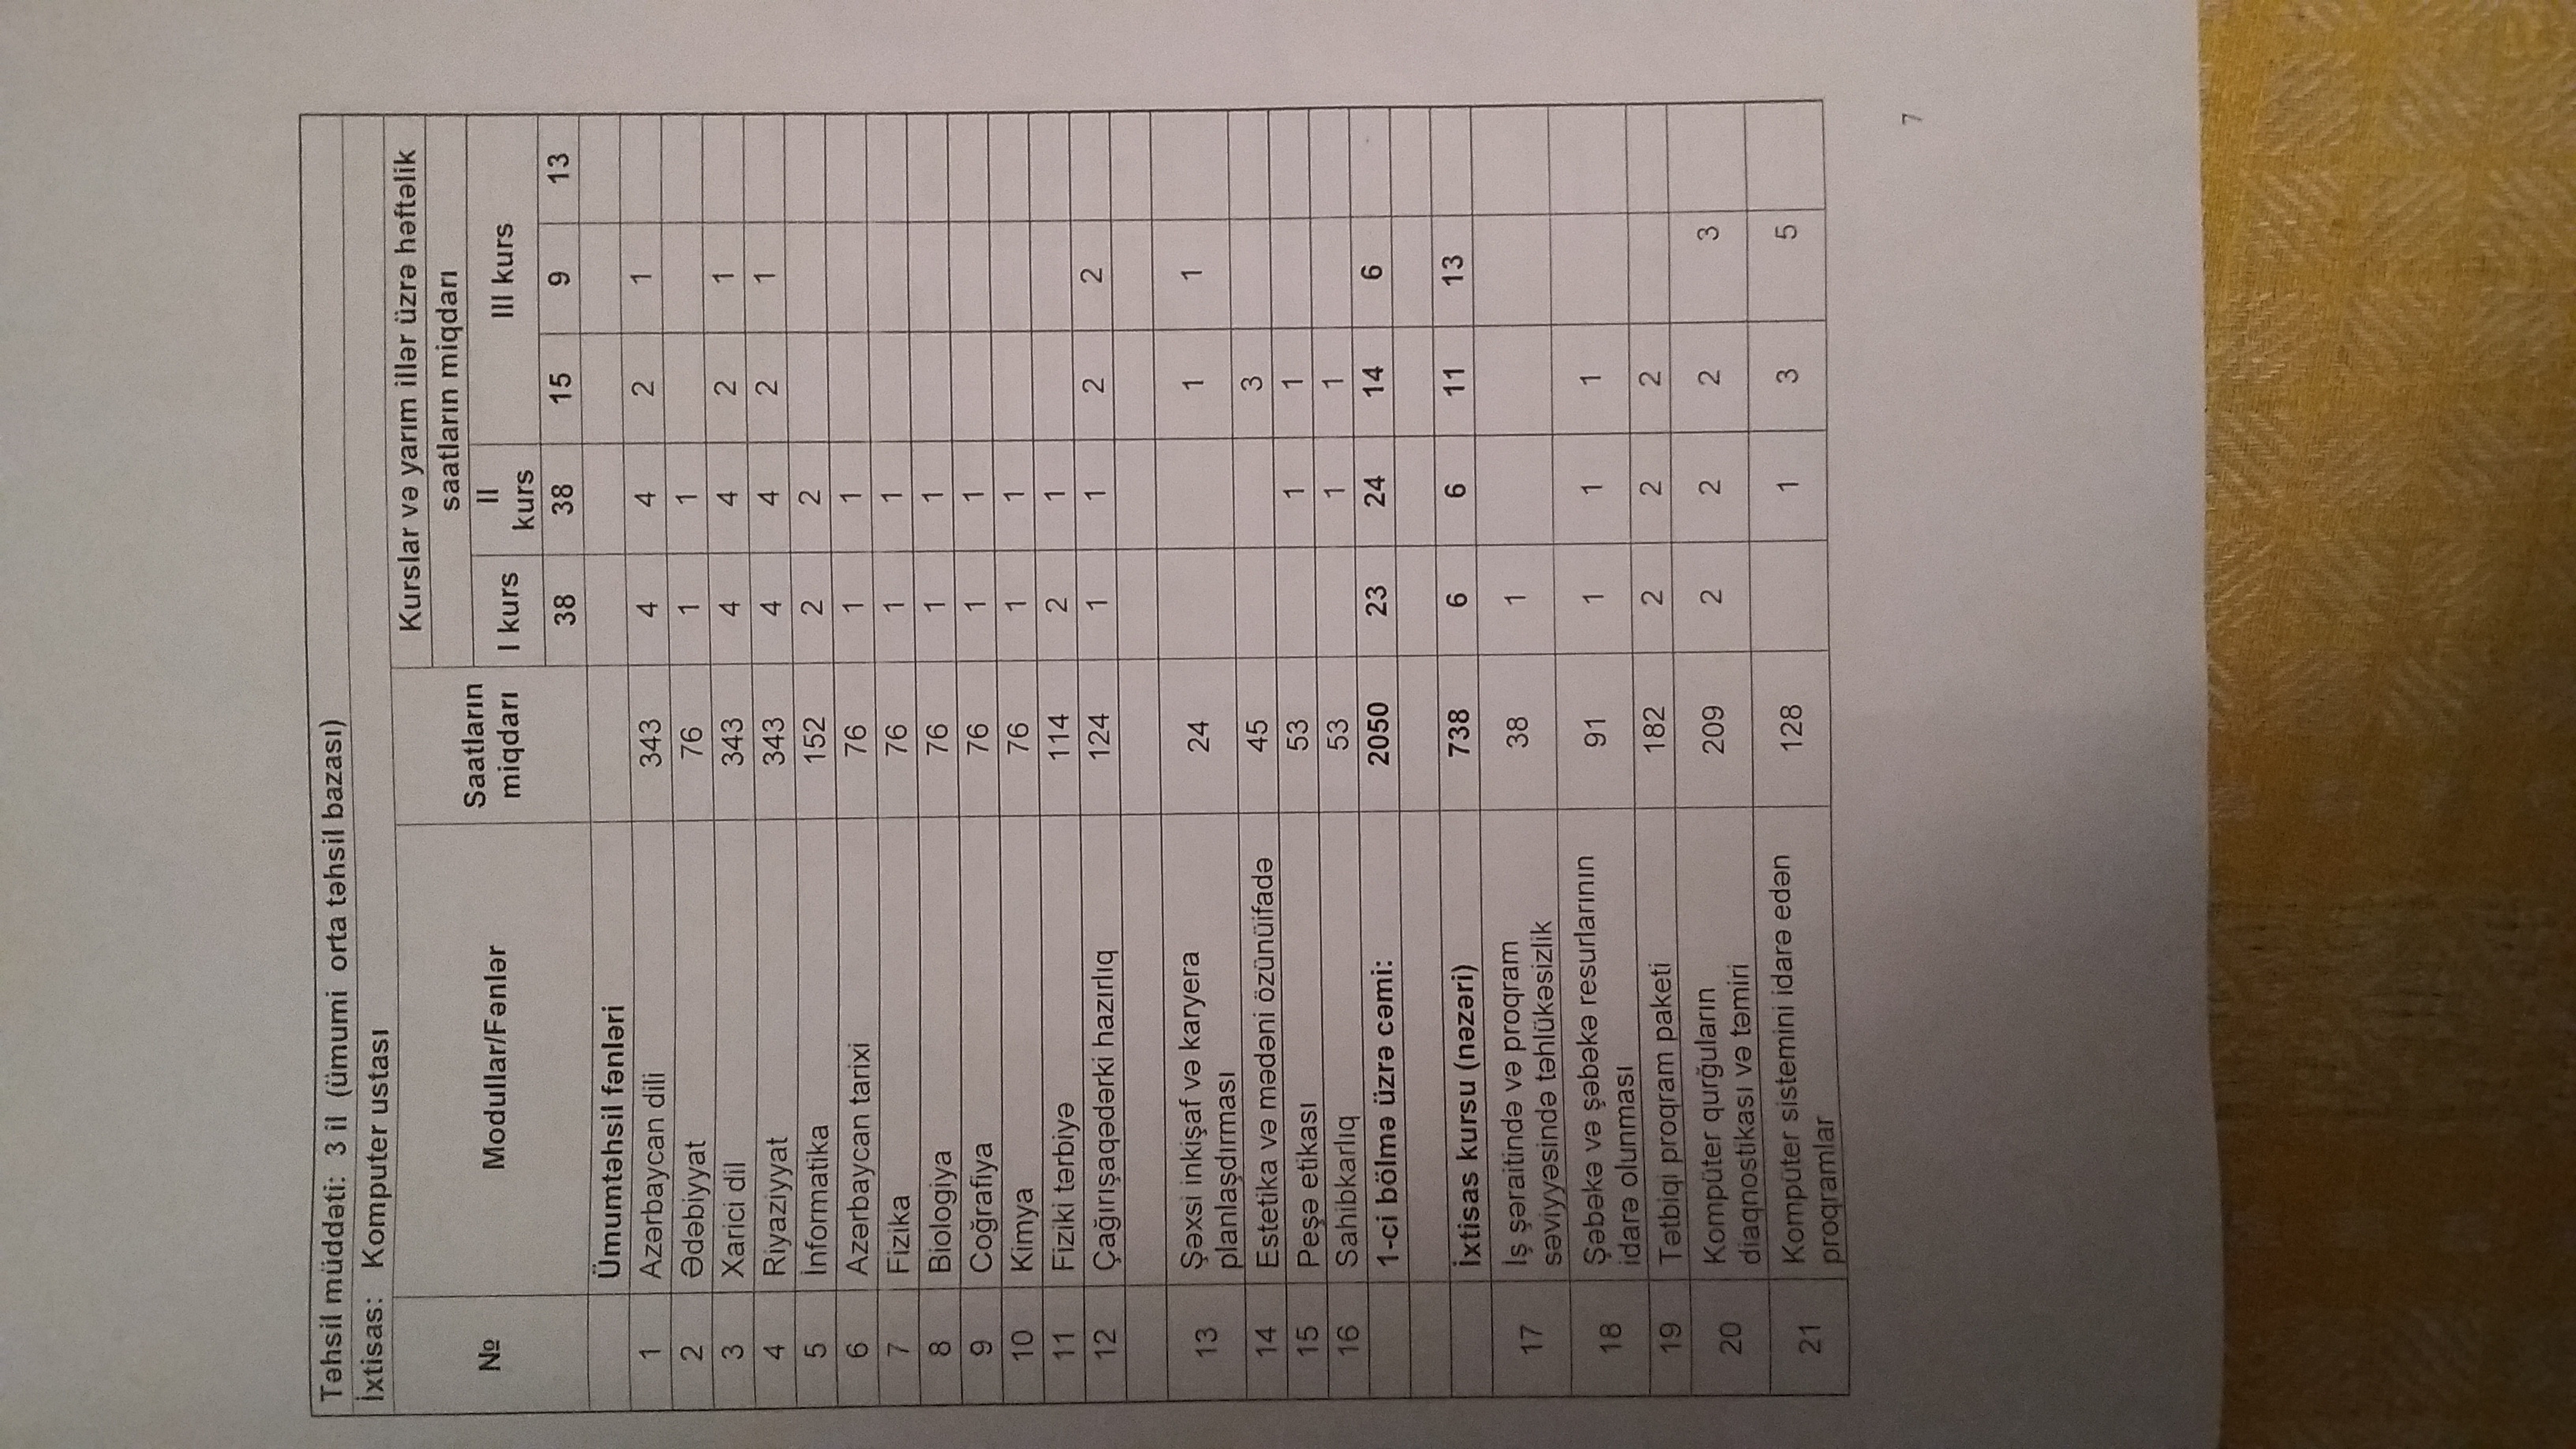 Təhsil müddəti: 3 il (ümumi orta təhsil bazası)
İxtisas: Komputer ustası
№ Modullar/Fənlər Saatların miqdarı Kurslar və yarım illər üzrə həftəlik saatların miqdarı
I kurs II kurs III kurs
38 38 15 9 13
Ümumtəhsil fənləri
1 Azərbaycan dili 343 4 4 2 1
2 Ədəbiyyat 76 1 1
3 Xarici dil 343 4 4 2 1
4 Riyaziyyat 343 4 4 2 1
5 İnformatika 152 2 2
6 Azərbaycan tarixi 76 1 1
7 Fizika 76 1 1
8 Biologiya 76 1 1
9 Coğrafiya 76 1 1
10 Kimya 76 1 1
11 Fiziki tərbiyə 114 2 1
12 Çağırışaqədərki hazırlıq 124 1 1 2 2
13 Şəxsi inkişaf və karyera planlaşdırması 24 1 1
14 Estetika və mədəni özünüifadə 45 3
15 Peşə etikası 53 1 1
16 Sahibkarlıq 53 1 1
1-ci bölmə üzrə cəmi: 2050 23 24 14 6
İxtisas kursu (nəzəri) 738 6 6 11 13
17 İş şəraitində və proqram səviyyəsində təhlükəsizlik 38 1
18 Şəbəkə və şəbəkə resurlarının idarə olunması 91 1 1 1
19 Tətbiqi proqram paketi 182 2 2 2
20 Kompüter qurğuların diaqnostikası və təmiri 209 2 2 2 3
21 Kompüter sistemini idarə edən proqramlar 128 1 3 5
7